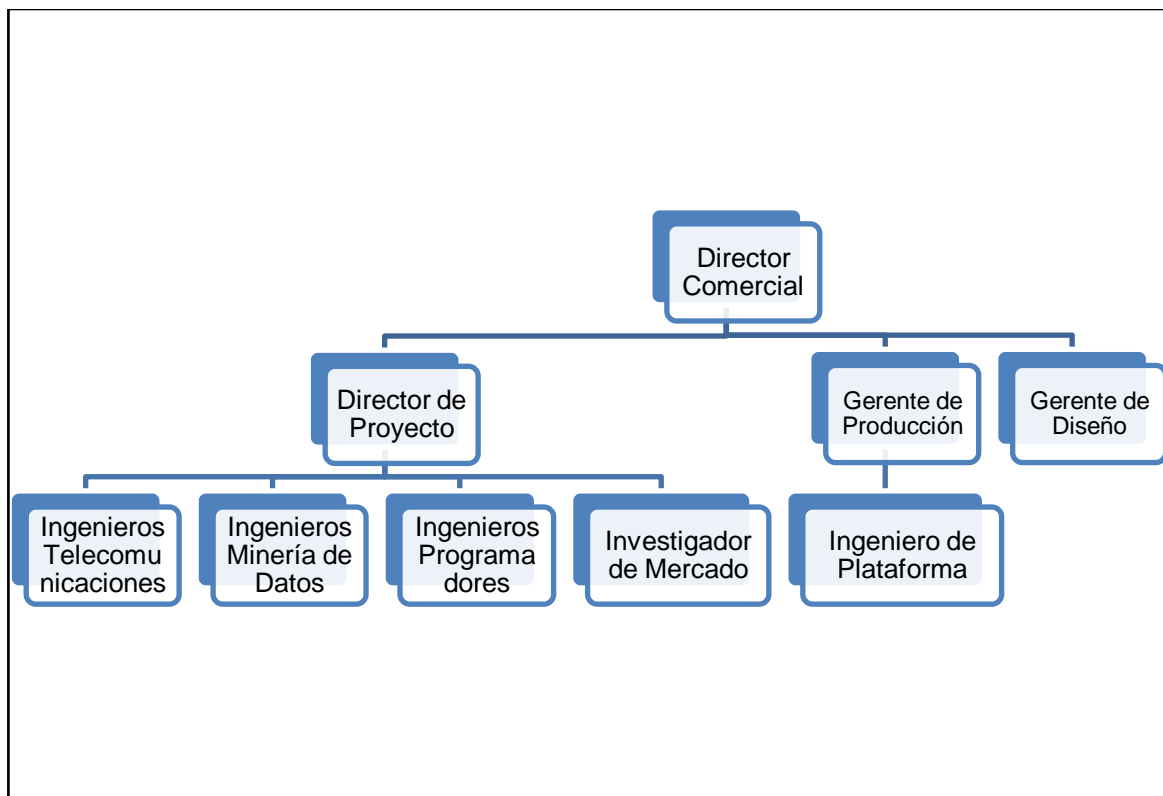 Director
Comercial
Director de
Proyecto
Gerente de
Producción
Gerente de
Diseño
Ingenieros
Telecomu
nicaciones
Ingenieros
Minería de
Datos
Ingenieros
Programa
dores
Investigador
de Mercado
Ingeniero de
Plataforma